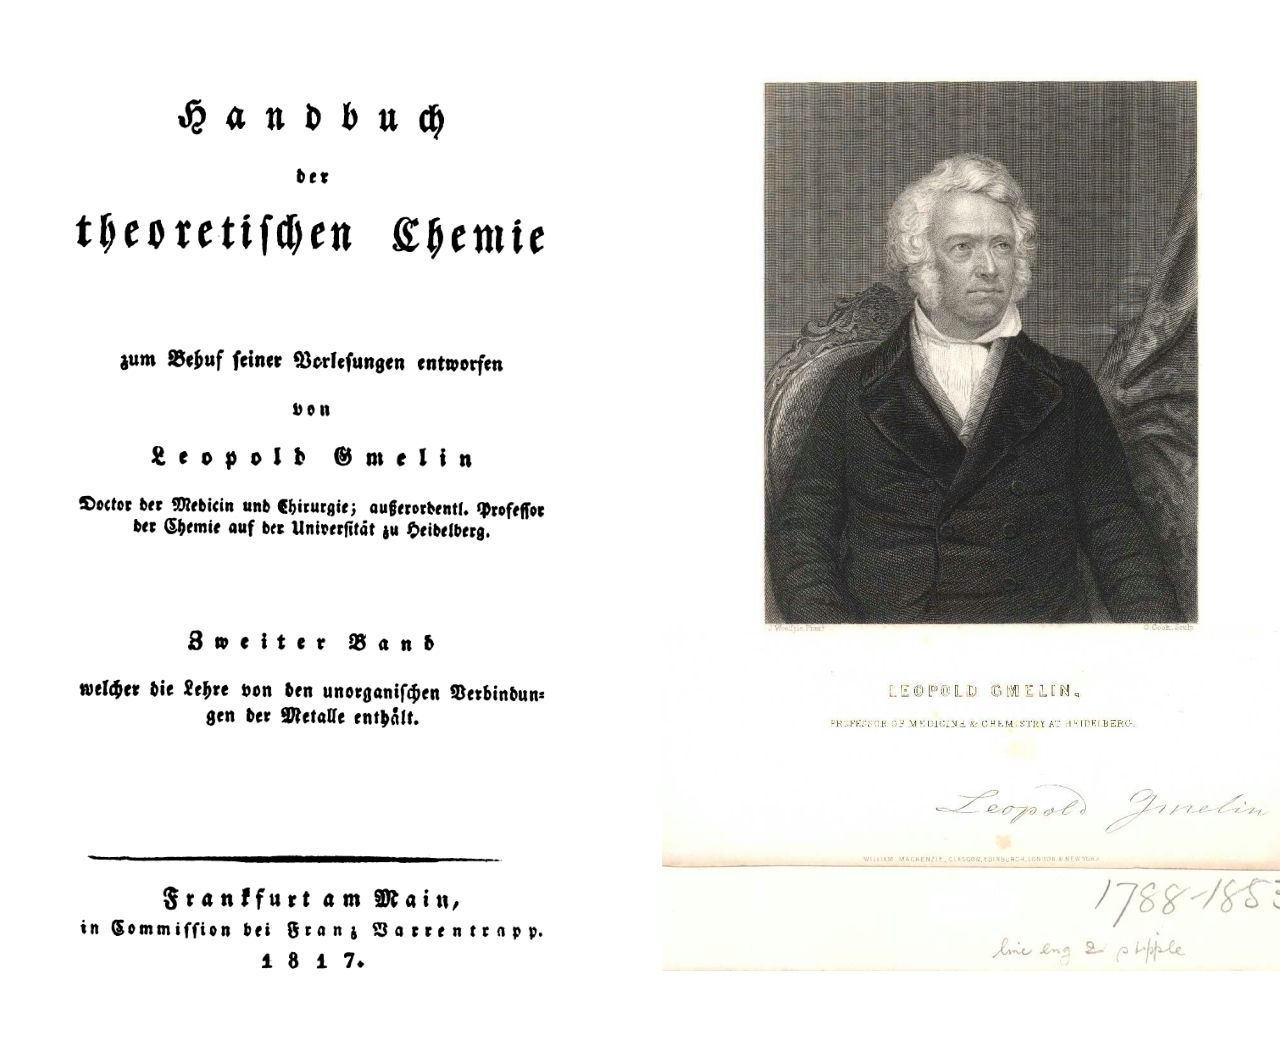 Handbuch
der
theoretiſchen Chemie
zum Behuf ſeiner Vorleſungen entworfen
von
Leopold Gmelin
Doctor der Medicin und Chirurgie; außerordentl. Profeſſor
der Chemie auf der Univerſität zu Heidelberg.
Zweiter Band
welcher die Lehre von den unorganiſchen Verbindun⸗
gen der Metalle enthält.
Frankfurt am Main,
in Commiſſion bei Franz Varrentrapp.
1817.
LEOPOLD GMELIN.
PROFESSOR OF MEDICINE & CHEMISTRY AT HEIDELBERG.
Leopold Gmelin
WILLIAM MACKENZIE, GLASGOW, EDINBURGH, LONDON & NEW YORK
1788-1853
line eng & stipple